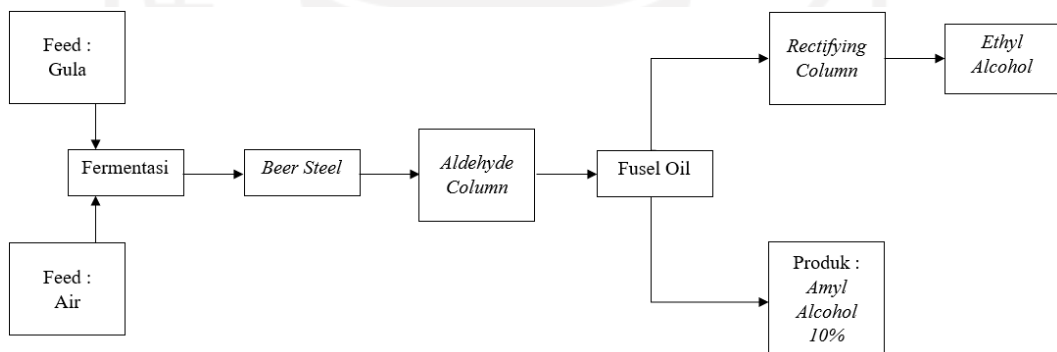 Feed :
Gula
Fermentasi
Feed :
Air
Beer Steel
Aldehyde
Column
Fusel Oil
Rectifying
Column
Ethyl
Alcohol
Produk :
Amyl
Alcohol
10%